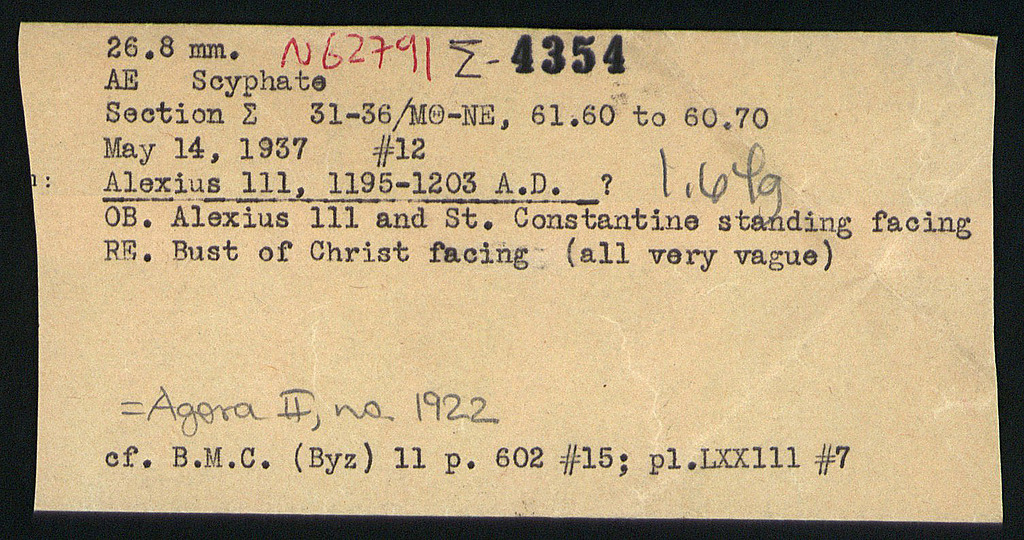 26.8 mm. N62791 Σ-4354
AE Scyphate
Section Σ 31-36/MΘ-NE, 61.60 to 60.70
May 14, 1937 #12
: Alexius 111, 1195-1203 A.D. ? 1.64g
OB. Alexius 111 and St. Constantine standing facing
RE. Bust of Christ facing (all very vague)
=Agora II, no. 1922
cf. B.M.C. (Byz) 11 p. 602 #15; pl.LXX111 #7